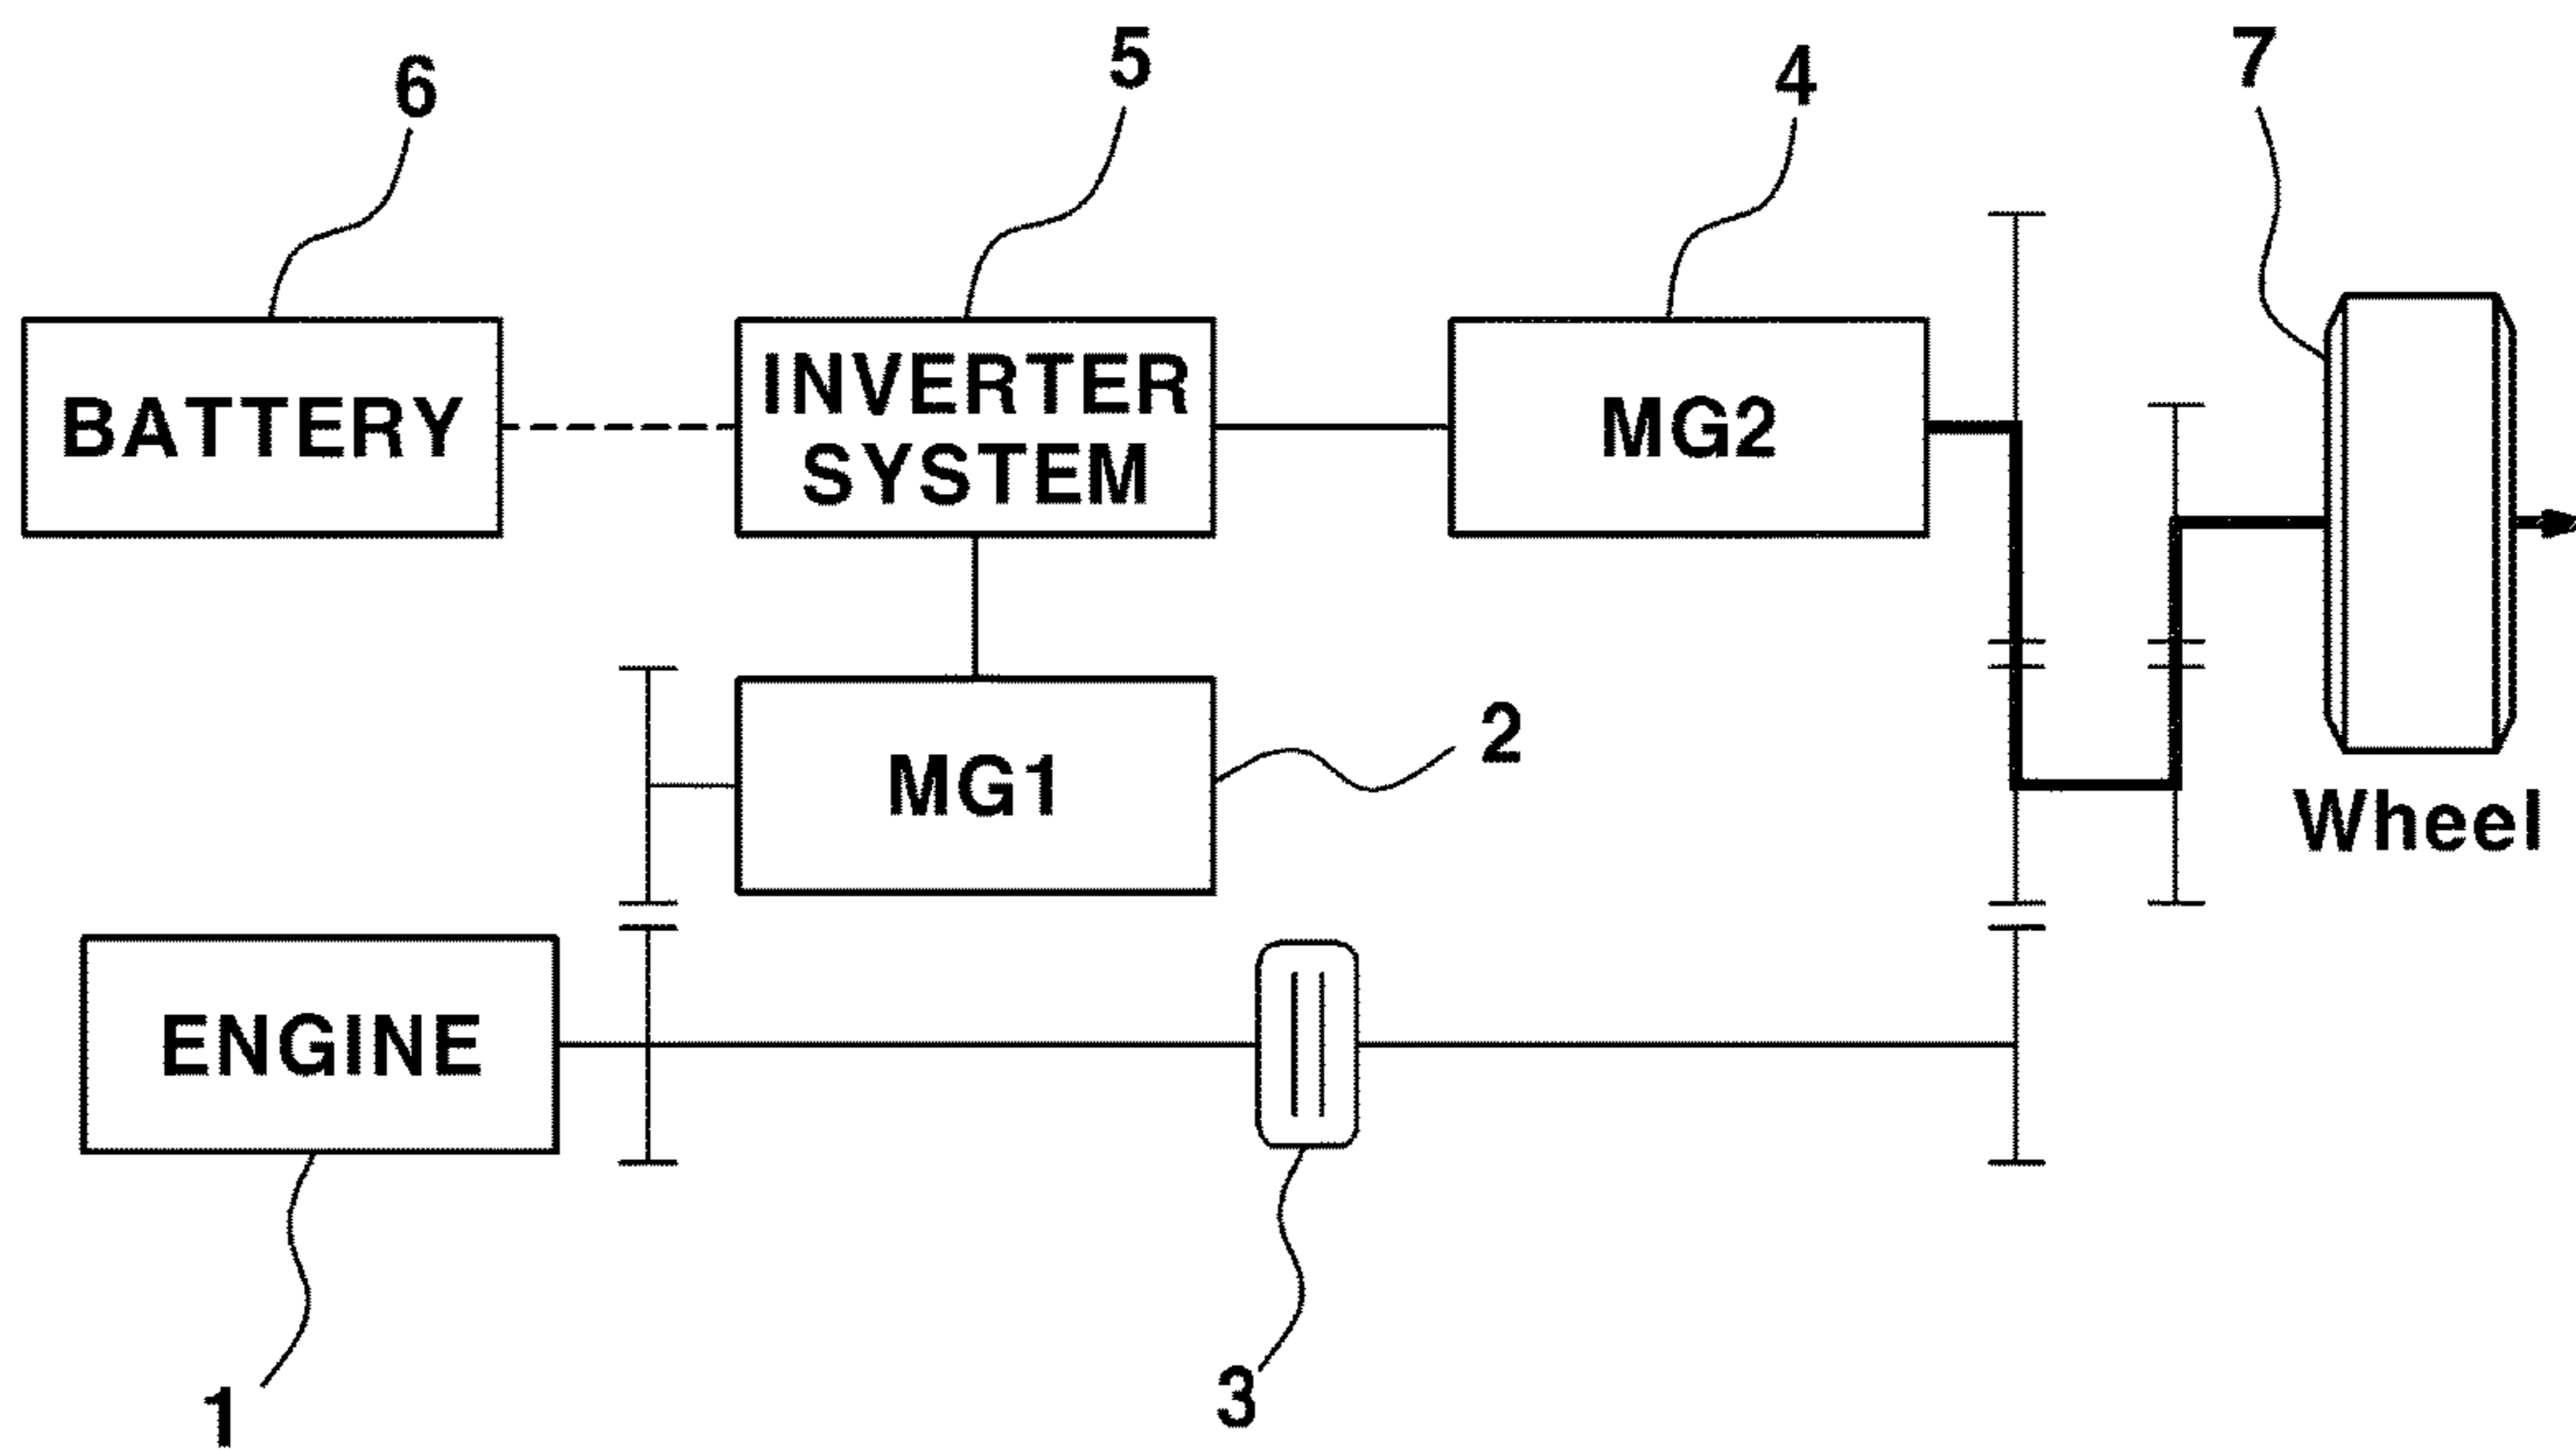 6
5
4
7
BATTERY
INVERTER
SYSTEM
MG2
MG1
2
Wheel
ENGINE
1
3